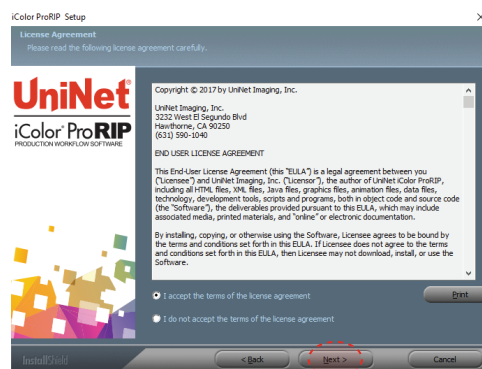 iColor ProRIP Setup
License Agreement
Please read the following license agreement carefully.
UniNet
iColor® ProRIP
PRODUCTION WORKFLOW SOFTWARE
Copyright © 2017 by UniNet Imaging, Inc.
UniNet Imaging, Inc.
3232 West El Segundo Blvd
Hawthorne, CA 90250
(631) 590-1040
END USER LICENSE AGREEMENT
This End-User License Agreement (this "EULA") is a legal agreement between you
("Licensee") and UniNet Imaging, Inc. ("Licensor"), the author of UniNet iColor ProRIP,
including all HTML files, XML files, Java files, graphics files, animation files, data files,
technology, development tools, scripts and programs, both in object code and source code
(the "Software"), the deliverables provided pursuant to this EULA, which may include
associated media, printed materials, and "online" or electronic documentation.
By installing, copying, or otherwise using the Software, Licensee agrees to be bound by
the terms and conditions set forth in this EULA. If Licensee does not agree to the terms
and conditions set forth in this EULA, then Licensee may not download, install, or use the
Software.
I accept the terms of the license agreement
Print
I do not accept the terms of the license agreement
InstallShield
< Back
Next >
Cancel